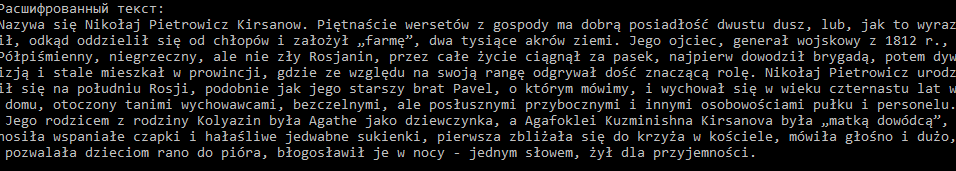 Расшифрованный текст:
Nazywa się Nikołaj Pietrowicz Kirsanow. Piętnaście wersetów z gospody ma dobrą posiadłość dwustu dusz, lub, jak to wyraz
ił, odkąd oddzielił się od chłopów i założył „farmę”, dwa tysiące akrów ziemi. Jego ojciec, generał wojskowy z 1812 r.,
Półpiśmienny, niegrzeczny, ale nie zły Rosjanin, przez całe życie ciągnął za pasek, najpierw dowodził brygadą, potem dyw
izją i stale mieszkał w prowincji, gdzie ze względu na swoją rangę odgrywał dość znaczącą rolę. Nikołaj Pietrowicz urodz
ił się na południu Rosji, podobnie jak jego starszy brat Pavel, o którym mówimy, i wychował się w wieku czternastu lat w
domu, otoczony tanimi wychowawcami, bezczelnymi, ale posłusznymi przybocznymi i innymi osobowościami pułku i personelu.
Jego rodzicem z rodziny Kolyazin była Agathe jako dziewczynka, a Agafoklei Kuzminishna Kirsanova była „matką dowódcą”,
nosiła wspaniałe czapki i hałaśliwe jedwabne sukienki, pierwsza zbliżała się do krzyża w kościele, mówiła głośno i dużo,
pozwalała dzieciom rano do pióra, błogosławił je w nocy - jednym słowem, żył dla przyjemności.